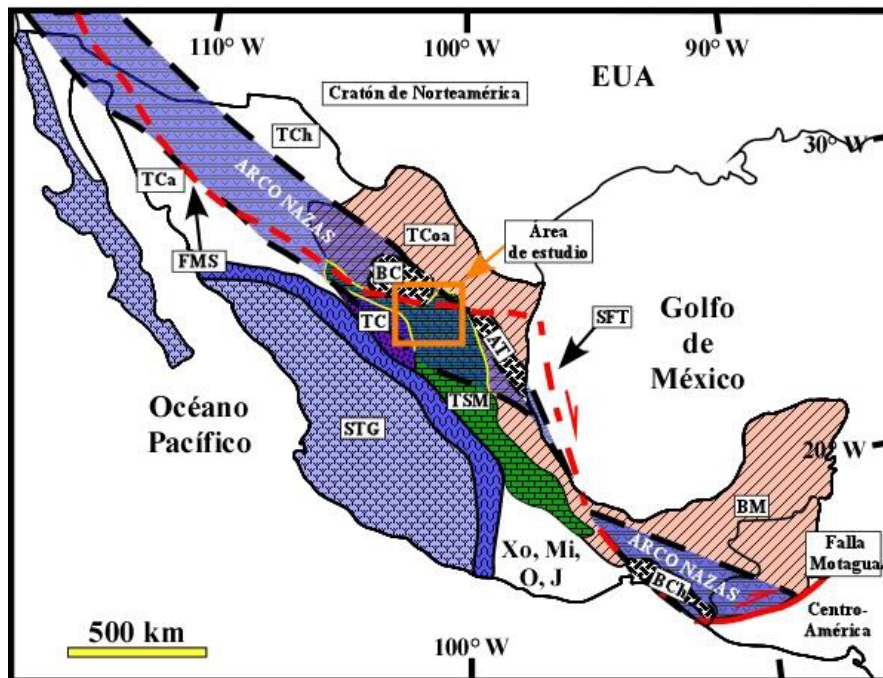 110° W
100° W
90° W
EUA
Cratón de Norteamérica
30° W
TCh
TCa
ARCO NAZAS
TCoa
Área
de estudio
FMS
BC
TC
AT
SFT
Golfo
de
México
Océano
Pacífico
TSM
STG
20° W
BM
Falla
Motagua
ARCO NAZAS
Xo, Mi,
O, J
BCh
Centro-
América
500 km
100° W